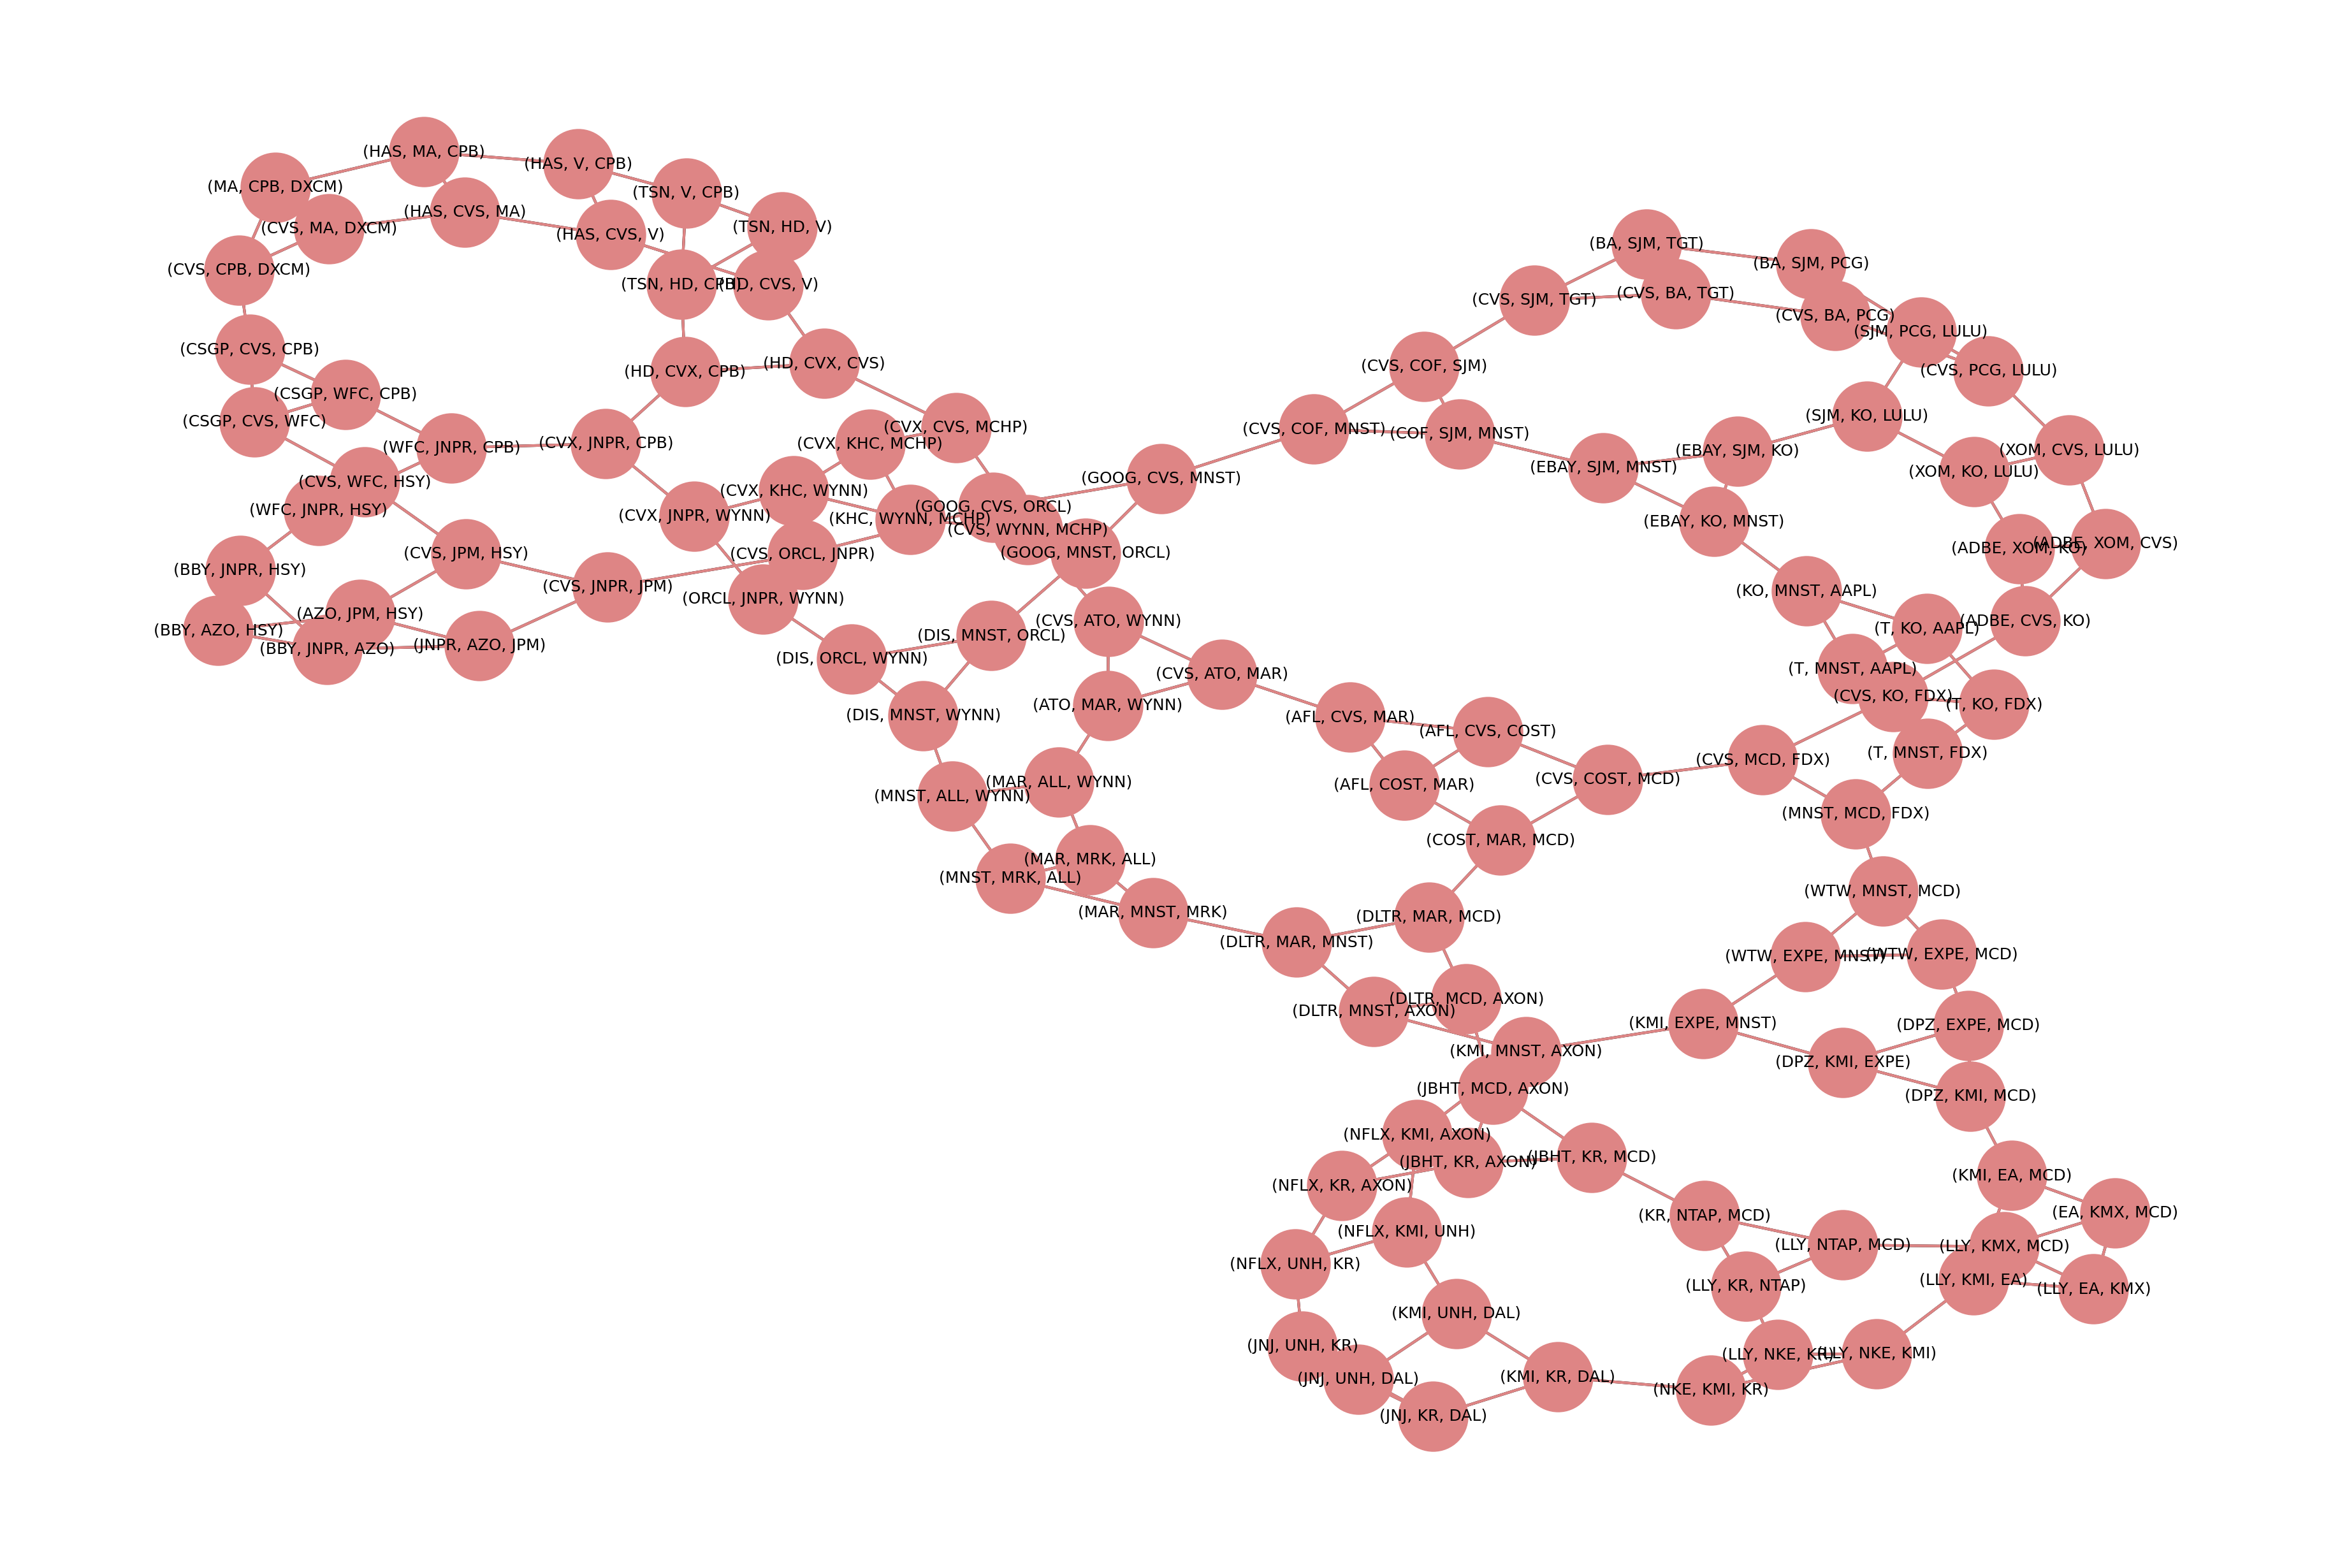 (HAS, MA, CPB)
(HAS, V, CPB)
(MA, CPB, DXCM)
(TSN, V, CPB)
(HAS, CVS, MA)
(CVS, MA, DXCM)
(HAS, CVS, V)
(TSN, HD, V)
(CVS, CPB, DXCM)
(TSN, HD, CPB)
(HD, CVS, V)
(BA, SJM, TGT)
(BA, SJM, PCG)
(CVS, SJM, TGT)
(CVS, BA, TGT)
(CVS, BA, PCG)
(SJM, PCG, LULU)
(CSGP, CVS, CPB)
(HD, CVX, CPB)
(HD, CVX, CVS)
(CVS, COF, SJM)
(CVS, PCG, LULU)
(CSGP, WFC, CPB)
(CSGP, CVS, WFC)
(WFC, JNPR, CPB)
(CVX, JNPR, CPB)
(CVX, KHC, MCHP)
(CVX, CVS, MCHP)
(CVS, COF, MNST)
(COF, SJM, MNST)
(SJM, KO, LULU)
(EBAY, SJM, MNST)
(EBAY, SJM, KO)
(XOM, KO, LULU)
(XOM, CVS, LULU)
(CVS, WFC, HSY)
(CVX, KHC, WYNN)
(GOOG, CVS, MNST)
(WFC, JNPR, HSY)
(CVX, JNPR, WYNN)
(KHC, WYNN, MCHP)
(GOOG, CVS, ORCL)
(CVS, WYNN, MCHP)
(EBAY, KO, MNST)
(CVS, JPM, HSY)
(CVS, ORCL, JNPR)
(GOOG, MNST, ORCL)
(ADBE, XOM, KO)
(ADBE, XOM, CVS)
(BBY, JNPR, HSY)
(CVS, JNPR, JPM)
(ORCL, JNPR, WYNN)
(KO, MNST, AAPL)
(BBY, AZO, HSY)
(AZO, JPM, HSY)
(BBY, JNPR, AZO)
(JNPR, AZO, JPM)
(DIS, ORCL, WYNN)
(DIS, MNST, ORCL)
(CVS, ATO, WYNN)
(T, KO, AAPL)
(ADBE, CVS, KO)
(CVS, ATO, MAR)
(T, MNST, AAPL)
(DIS, MNST, WYNN)
(ATO, MAR, WYNN)
(AFL, CVS, MAR)
(AFL, CVS, COST)
(CVS, KO, FDX)
(T, KO, FDX)
(T, MNST, FDX)
(CVS, MCD, FDX)
(MNST, ALL, WYNN)
(MAR, ALL, WYNN)
(AFL, COST, MAR)
(CVS, COST, MCD)
(MNST, MCD, FDX)
(COST, MAR, MCD)
(MNST, MRK, ALL)
(MAR, MRK, ALL)
(WTW, MNST, MCD)
(MAR, MNST, MRK)
(DLTR, MAR, MCD)
(DLTR, MAR, MNST)
(WTW, EXPE, MNST)
(WTW, EXPE, MCD)
(DLTR, MCD, AXON)
(DLTR, MNST, AXON)
(KMI, EXPE, MNST)
(DPZ, EXPE, MCD)
(KMI, MNST, AXON)
(DPZ, KMI, EXPE)
(JBHT, MCD, AXON)
(DPZ, KMI, MCD)
(NFLX, KMI, AXON)
(JBHT, KR, AXON)
(JBHT, KR, MCD)
(KMI, EA, MCD)
(NFLX, KR, AXON)
(KR, NTAP, MCD)
(EA, KMX, MCD)
(NFLX, KMI, UNH)
(LLY, NTAP, MCD)
(LLY, KMX, MCD)
(NFLX, UNH, KR)
(LLY, KR, NTAP)
(LLY, KMI, EA)
(LLY, EA, KMX)
(KMI, UNH, DAL)
(JNJ, UNH, KR)
(LLY, NKE, KR)
(LLY, NKE, KMI)
(JNJ, UNH, DAL)
(KMI, KR, DAL)
(NKE, KMI, KR)
(JNJ, KR, DAL)